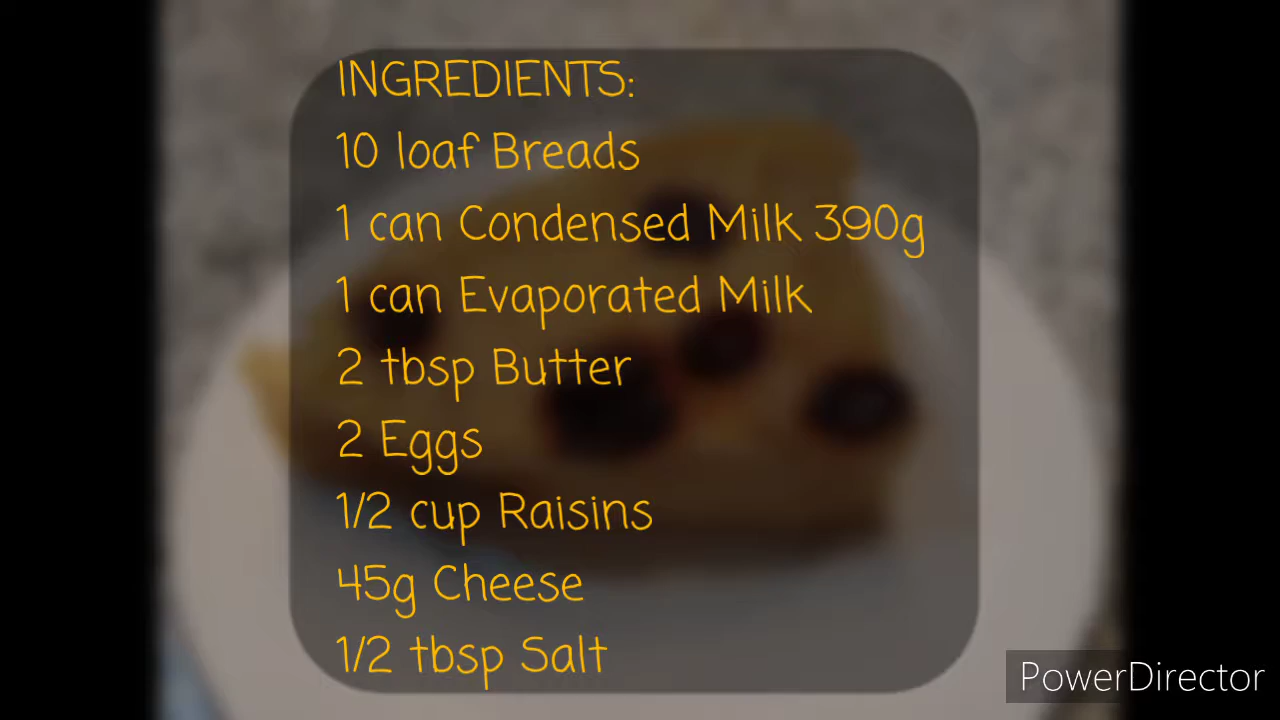 INGREDIENTS:
10 loaf Breads
1 can Condensed Milk 390g
1 can Evaporated Milk
2 tbsp Butter
2 Eggs
1/2 cup Raisins
45g Cheese
1/2 tbsp Salt
PowerDirector